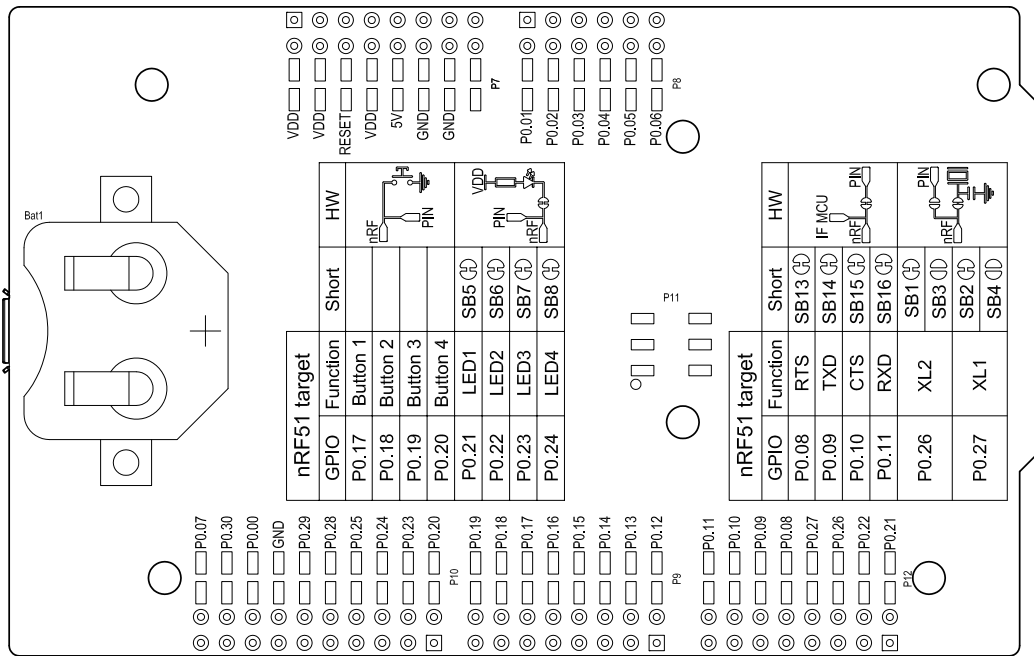 VDD
VDD
RESET
VDD
5V
GND
GND
P7
P0.01
P0.02
P0.03
P0.04
P0.05
P0.06
P8
Bat1
nRF51 target
GPIO Function Short HW
P0.17 Button 1
P0.18 Button 2
P0.19 Button 3
P0.20 Button 4
nRF PIN
P0.21 LED1 SB5
P0.22 LED2 SB6
P0.23 LED3 SB7
P0.24 LED4 SB8
VDD
PIN
nRF
P11
nRF51 target
GPIO Function Short HW
P0.08 RTS SB13
P0.09 TXD SB14
P0.10 CTS SB15
P0.11 RXD SB16
IF MCU
PIN
nRF
P0.26 XL2 SB1
SB3
P0.27 XL1 SB2
SB4
PIN
nRF
P0.07
P0.30
P0.00
GND
P0.29
P0.28
P0.25
P0.24
P0.23
P0.20
P10
P0.19
P0.18
P0.17
P0.16
P0.15
P0.14
P0.13
P0.12
P9
P0.11
P0.10
P0.09
P0.08
P0.27
P0.26
P0.22
P0.21
P12